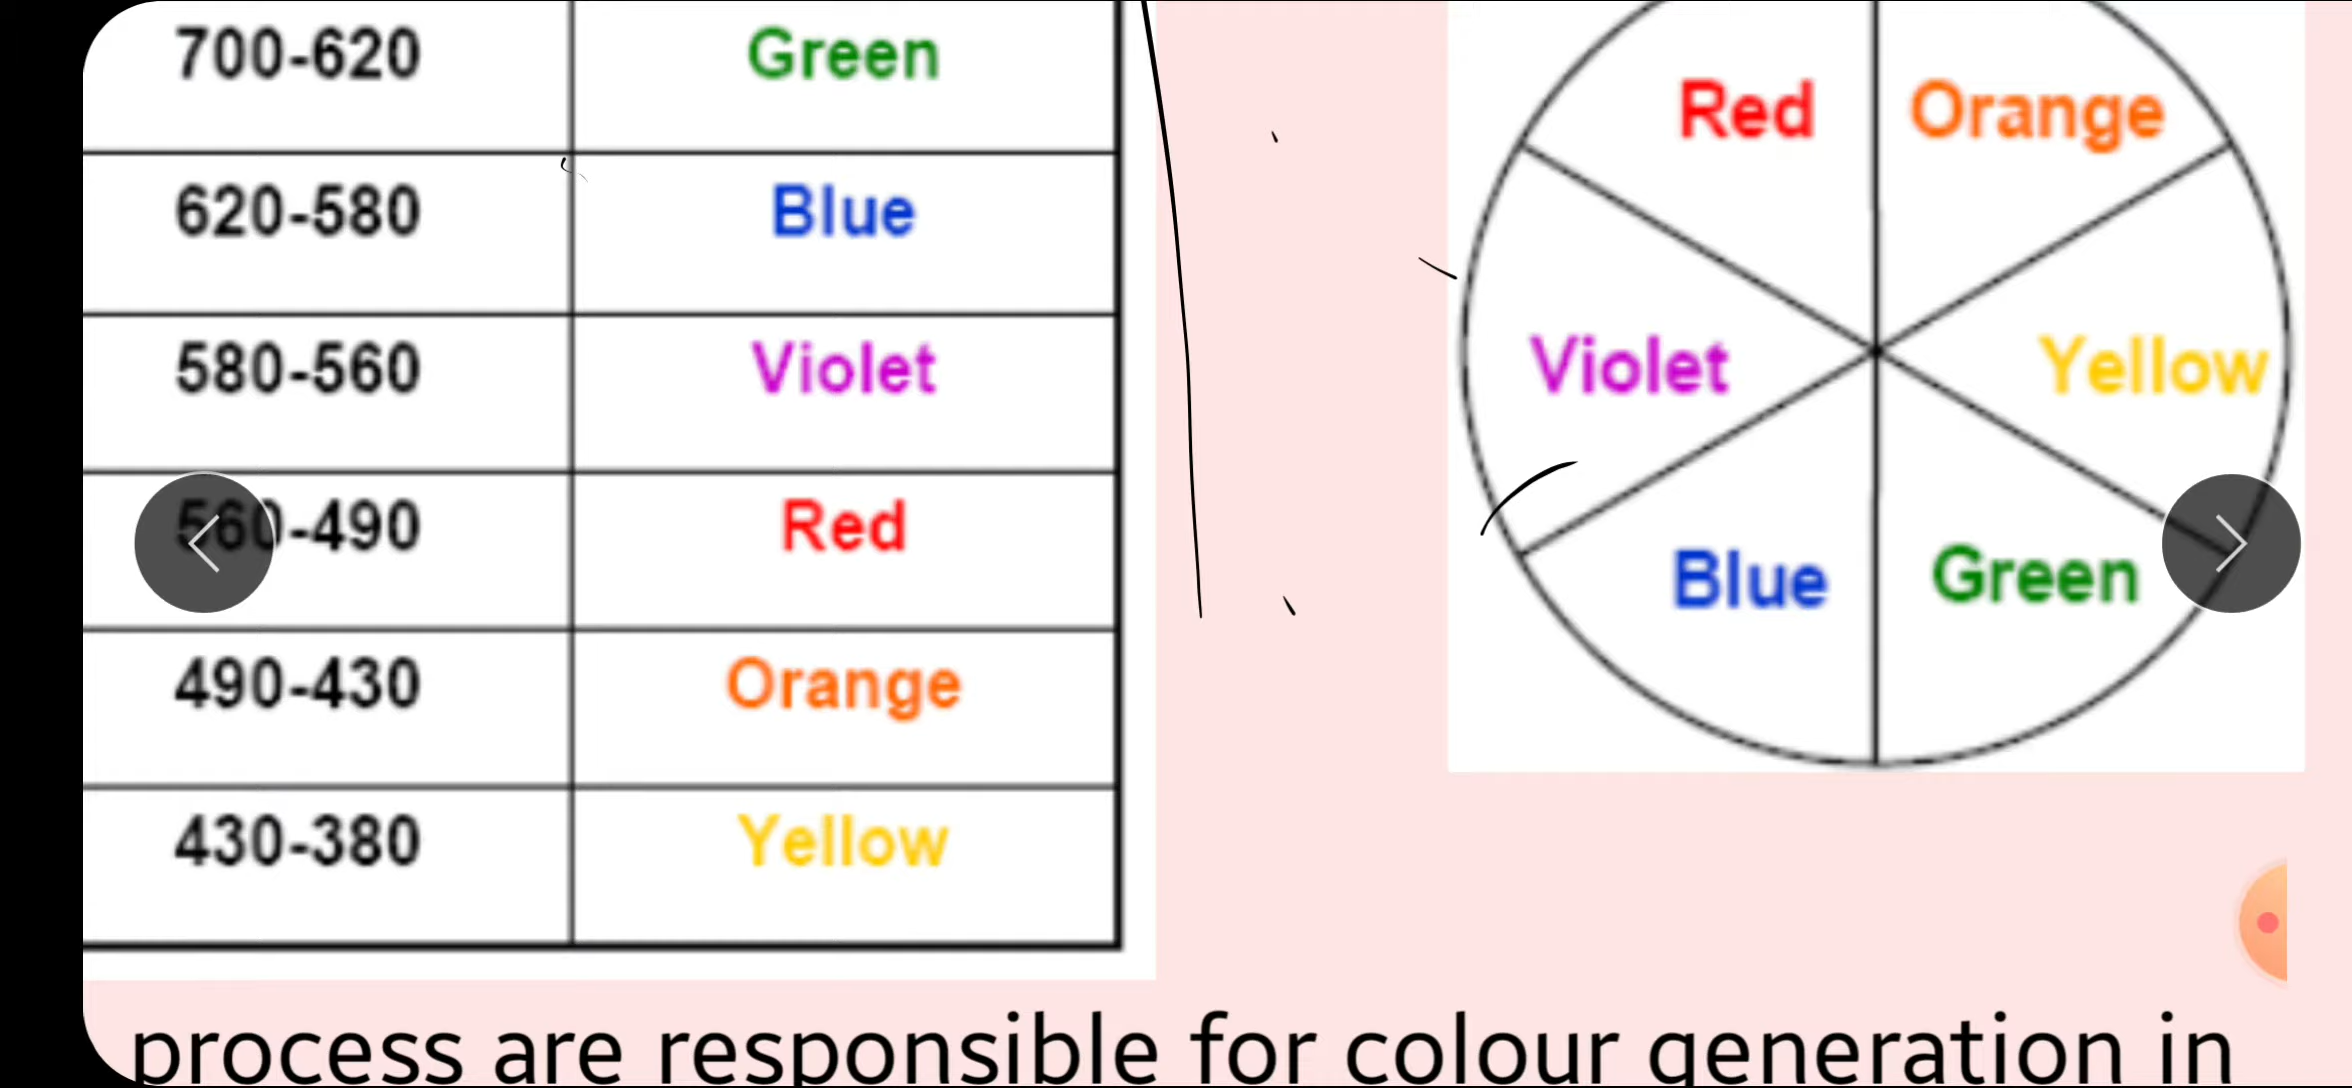 700-620 Green
620-580 Blue
580-560 Violet
560-490 Red
490-430 Orange
430-380 Yellow
Red Orange
Violet Yellow
Blue Green
process are responsible for colour generation in